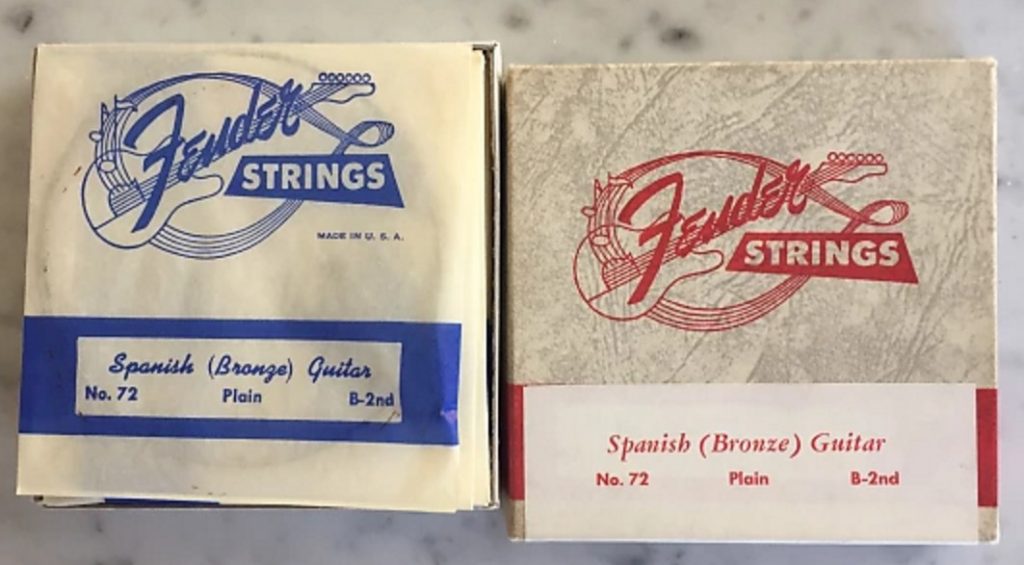 Fender
STRINGS
MADE IN U. S. A.
Spanish (Bronze) Guitar
No. 72 Plain B-2nd
Fender
STRINGS
Spanish (Bronze) Guitar
No. 72 Plain B-2nd